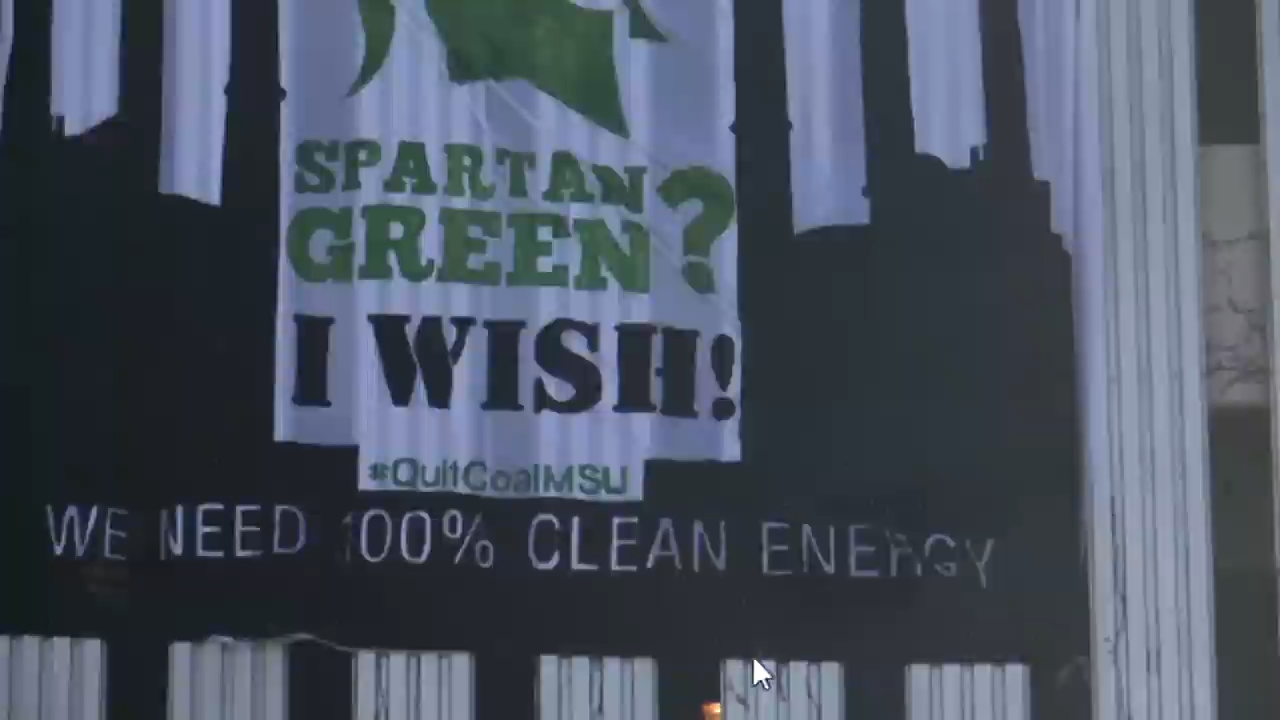 SPARTAN
GREEN?
I WISH!
#QuitCoalMSU
WE NEED 100% CLEAN ENERGY